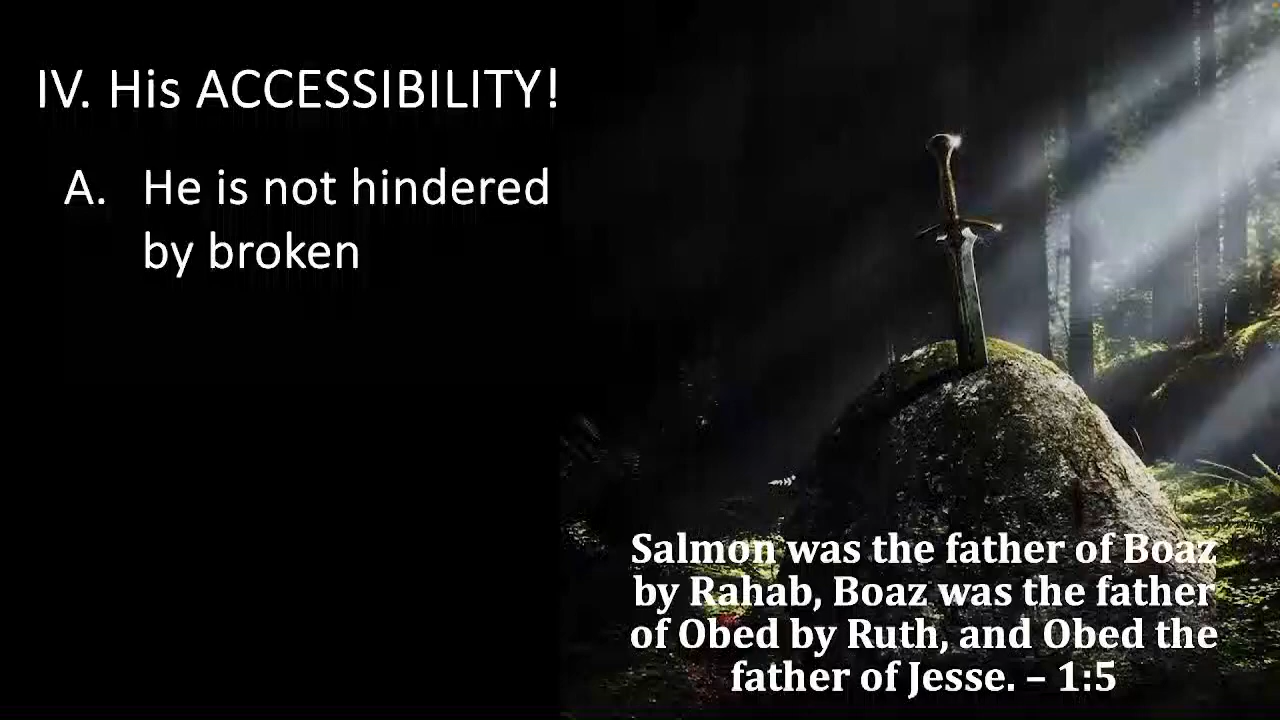 IV. His ACCESSIBILITY!
A. He is not hindered
by broken
Salmon was the father of Boaz
by Rahab, Boaz was the father
of Obed by Ruth, and Obed the
father of Jesse. – 1:5